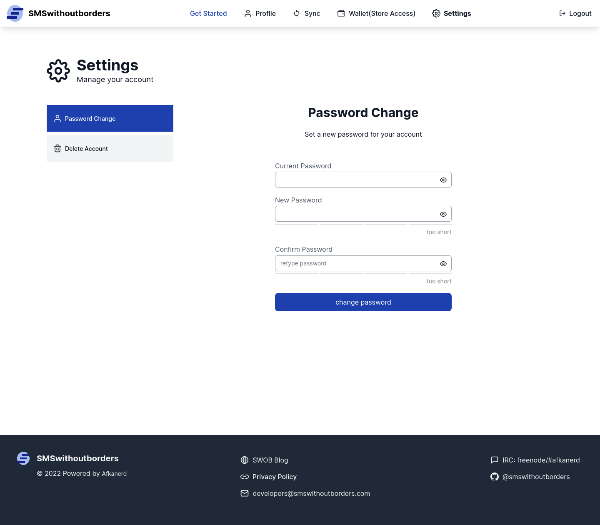 SMSwithoutborders
Get Started
Profile
Sync
Wallet(Store Access)
Settings
Logout
Settings
Manage your account
Password Change
Delete Account
Password Change
Set a new password for your account
Current Password
New Password
too short
Confirm Password
retype password
too short
change password
SMSwithoutborders
© 2022 Powered by Afkanerd
SWOB Blog
Privacy Policy
developers@smswithoutborders.com
IRC: freenode/#afkanerd
@smswithoutborders